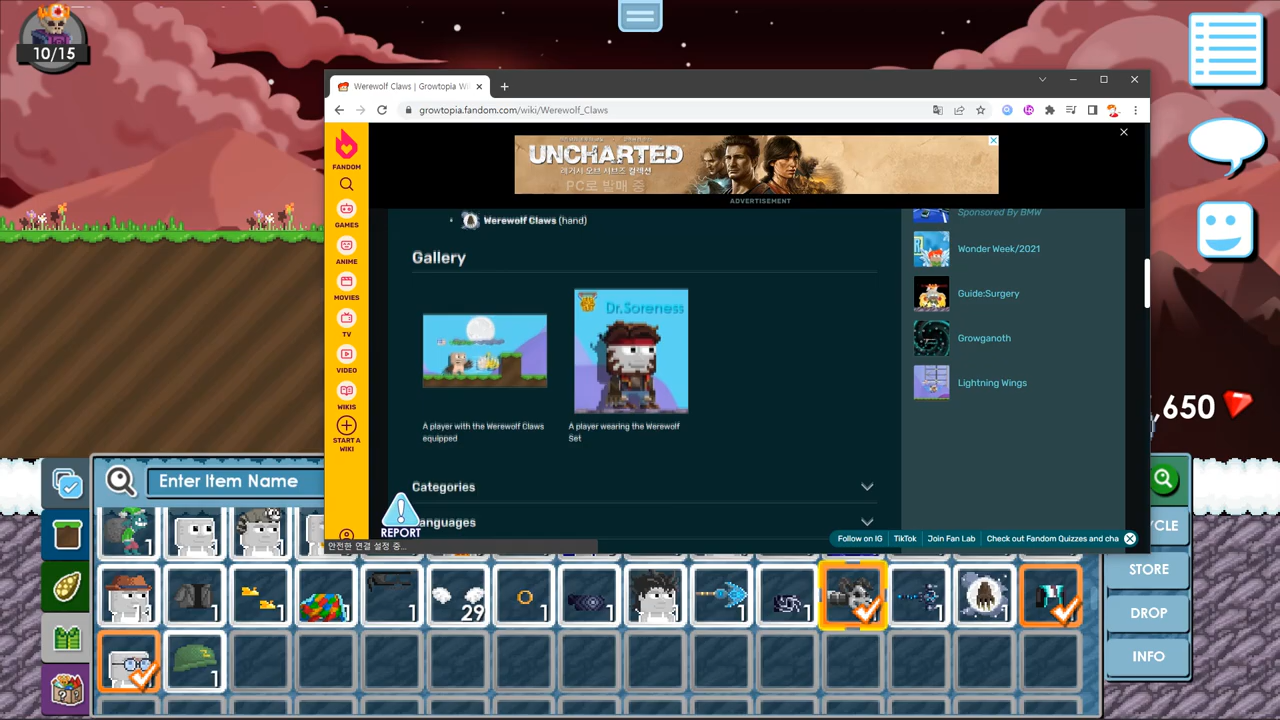 10/15
Werewolf Claws | Growtopia Wi
growtopia.fandom.com/wiki/Werewolf_Claws
FANDOM
GAMES
ANIME
MOVIES
TV
VIDEO
WIKIS
START A
WIKI
UNCHARTED
레거시 오브 시브즈 컬렉션
PC로 발매 중
ADVERTISEMENT
Werewolf Claws (hand)
Gallery
Dr.Soreness
A player with the Werewolf Claws
equipped
A player wearing the Werewolf
Set
Categories
anguages
Sponsored By BMW
Wonder Week/2021
Guide:Surgery
Growganoth
Lightning Wings
Follow on IG
TikTok
Join Fan Lab
Check out Fandom Quizzes and cha
안전한 연결 설정 중...
REPORT
,650
Enter Item Name
CLE
STORE
DROP
INFO
1
1
1
1
1
1
1
29
1
1
1
1
1
1
1
1